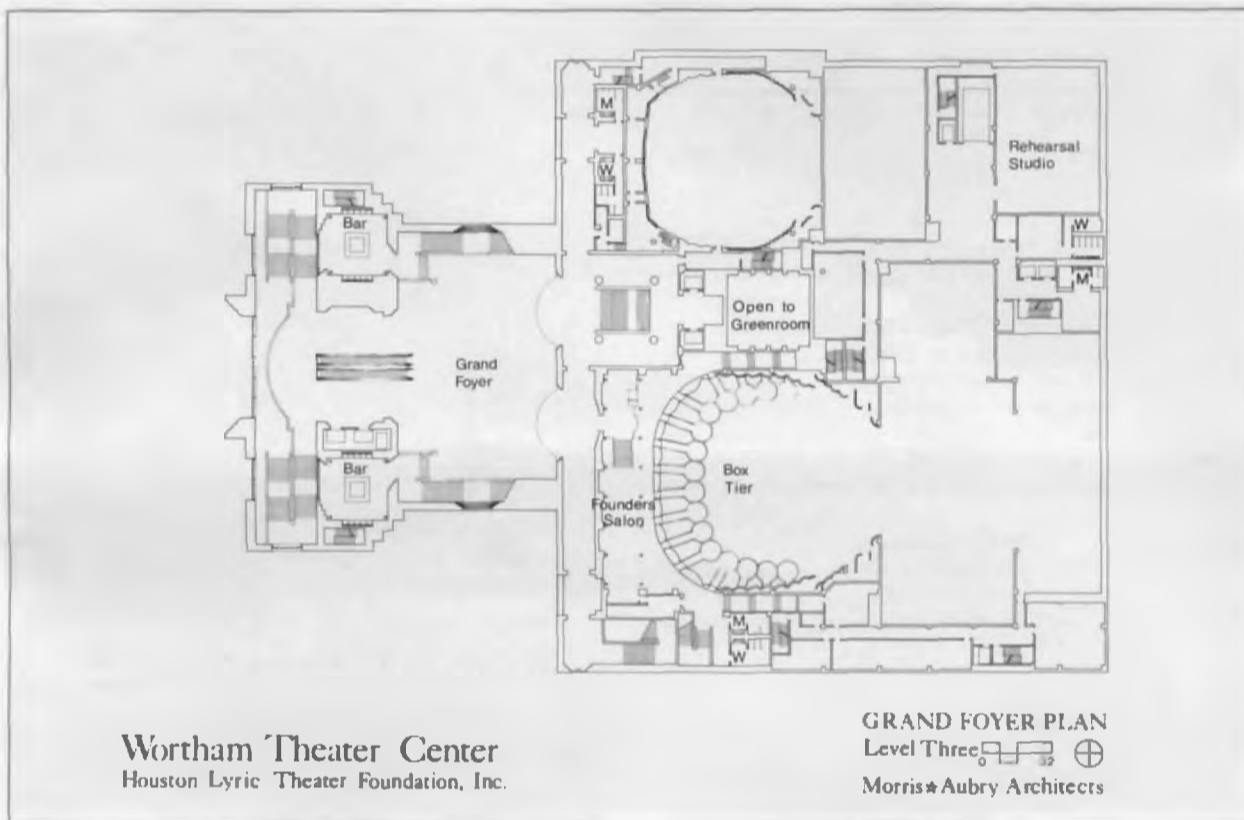 M
W
Rehearsal
Studio
Bar
W
M
Open to
Greenroom
Grand
Foyer
Box
Tier
Bar
Founders
Salon
M
W
Wortham Theater Center
Houston Lyric Theater Foundation, Inc.
GRAND FOYER PLAN
Level Three 0 32
Morris★Aubry Architects